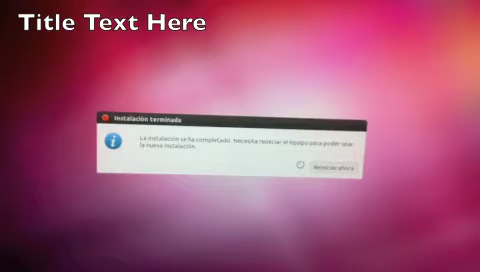 Title Text Here
Instalación terminada
La instalación se ha completado. Necesita reiniciar el equipo para poder usar
la nueva instalación.
Reiniciar ahora